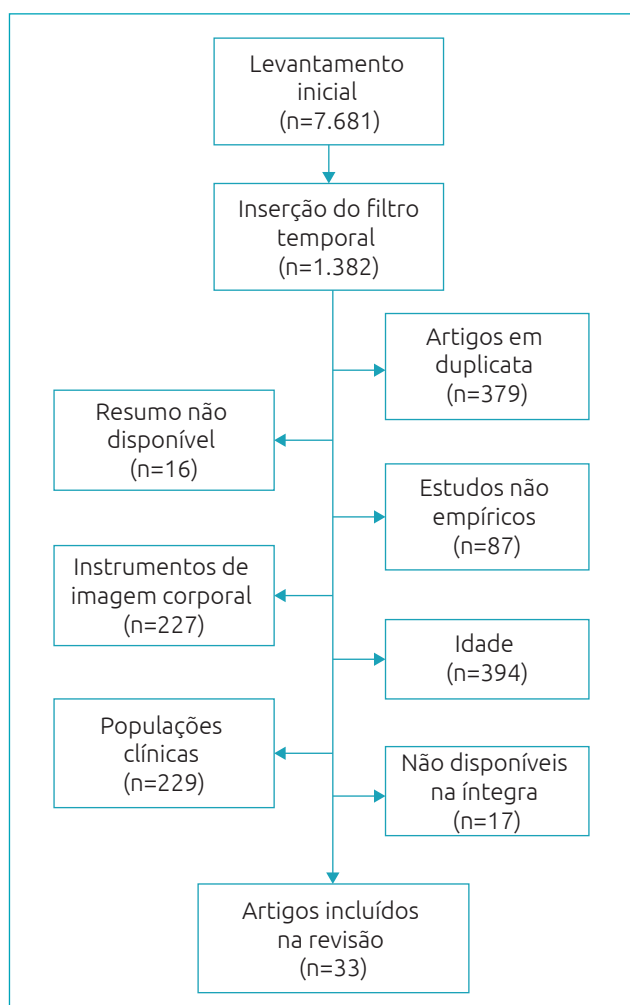 Levantamento
inicial
(n=7.681)
Inserção do filtro
temporal
(n=1.382)
Artigos em
duplicata
(n=379)
Resumo não
disponível
(n=16)
Estudos não
empíricos
(n=87)
Instrumentos de
imagem corporal
(n=227)
Idade
(n=394)
Populações
clínicas
(n=229)
Não disponíveis
na íntegra
(n=17)
Artigos incluídos
na revisão
(n=33)